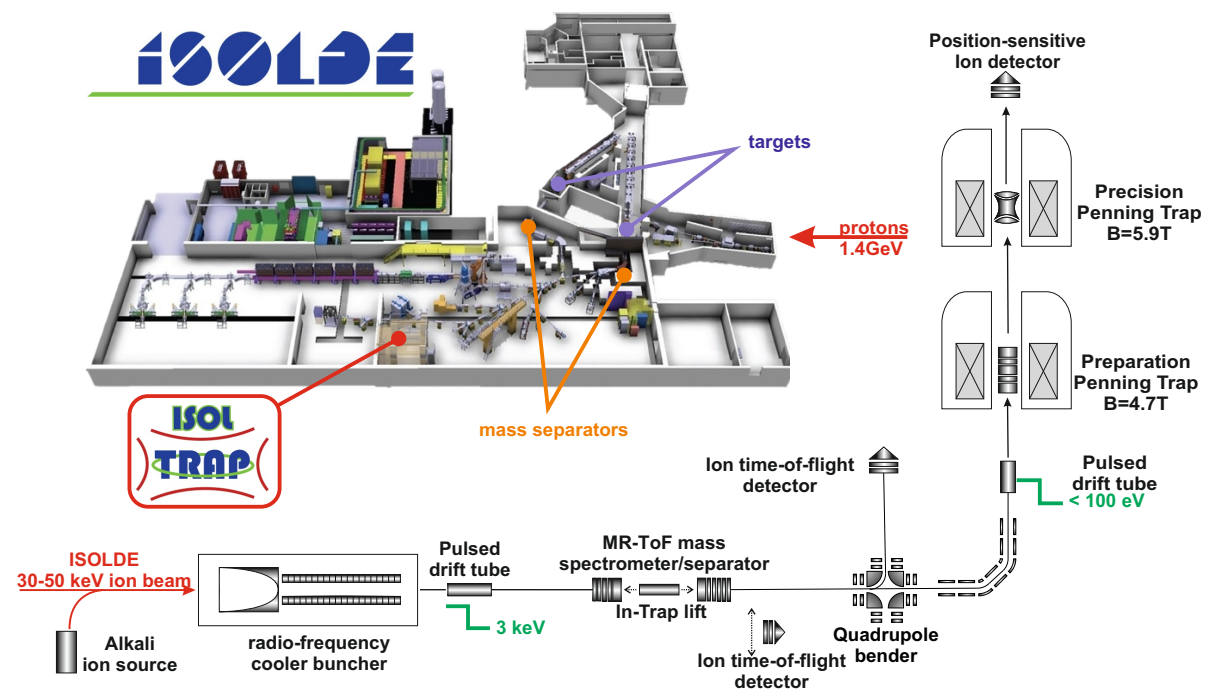 ISOLDE
targets
protons
1.4GeV
mass separators
ISOL
TRAP
Position-sensitive
Ion detector
Precision
Penning Trap
B=5.9T
Preparation
Penning Trap
B=4.7T
Pulsed
drift tube
< 100 eV
Ion time-of-flight
detector
ISOLDE
30-50 keV ion beam
Alkali
ion source
radio-frequency
cooler buncher
Pulsed
drift tube
3 keV
MR-ToF mass
spectrometer/separator
In-Trap lift
Ion time-of-flight
detector
Quadrupole
bender